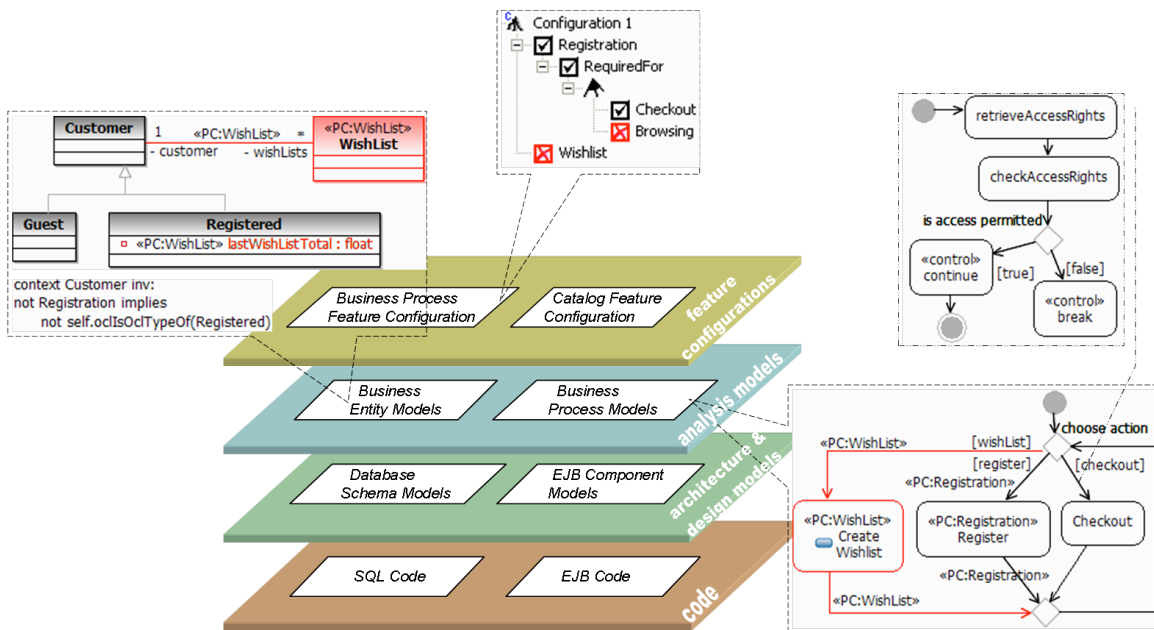 C
Configuration 1
Registration
RequiredFor
Checkout
Browsing
Wishlist
Customer
1
«PC:WishList»
*
- customer
- wishLists
«PC:WishList»
WishList
Guest
Registered
«PC:WishList» lastWishListTotal : float
context Customer inv:
not Registration implies
not self.oclIsOclTypeOf(Registered)
retrieveAccessRights
checkAccessRights
is access permitted
[true]
[false]
«control»
continue
«control»
break
Business Process
Feature Configuration
Catalog Feature
Configuration
feature
configurations
Business
Entity Models
Business
Process Models
analysis models
Database
Schema Models
EJB Component
Models
architecture &
design models
SQL Code
EJB Code
code
choose action
«PC:WishList»
[wishList]
[register]
[checkout]
«PC:Registration»
«PC:WishList»
Create
Wishlist
«PC:Registration»
Register
Checkout
«PC:Registration»
«PC:WishList»